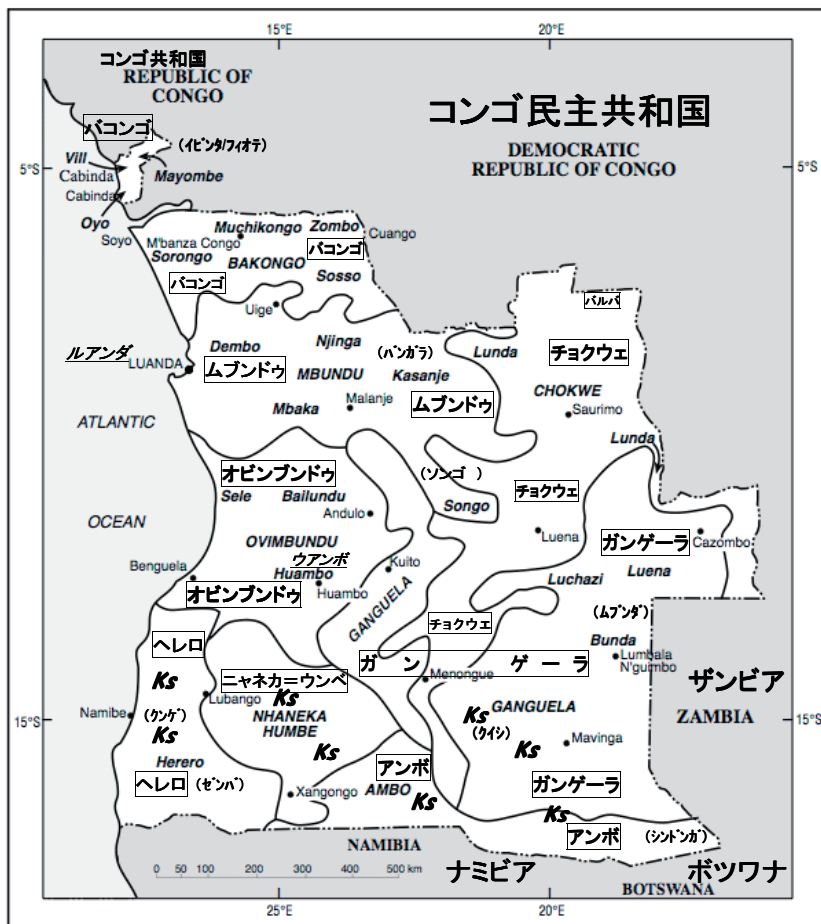 15°E
20°E
コンゴ共和国
REPUBLIC OF
CONGO
コンゴ民主共和国
DEMOCRATIC
REPUBLIC OF CONGO
バコンゴ
(イビンダ/フィオテ)
5°S
5°S
Vill
Cabinda
Mayombe
Cabinda
Oyo
Soyo
Muchikongo
Zombo
Cuango
M'banza Congo
バコンゴ
Sorongo
BAKONGO
Sosso
バコンゴ
バルバ
Uige
Njinga
Dembo
(バンガラ)
Lunda
チョクウェ
ルアンダ
LUANDA
ムブンドゥ
MBUNDU
Kasanje
CHOKWE
Mbaka
Malanje
ムブンドゥ
Saurimo
ATLANTIC
Lunda
オビンブンドゥ
(ソンゴ )
Sele
Bailundu
チョクウェ
Songo
Andulo
OCEAN
Luena
ガンゲーラ
Cazombo
OVIMBUNDU
ウアンボ
Kuito
Benguela
Huambo
Luena
Luchazi
オビンブンドゥ
Huambo
GANGUELA
(ムブンダ)
チョクウェ
ヘレロ
Bunda
ガ ン ゲ ー ラ
Lumbala
N'gumbo
Ks
ニャネカ=ウンベ
Menongue
ザンビア
Lubango
Ks
GANGUELA
15°S
Namibe
(クンゲ)
NHANEKA
HUMBE
Ks
(クイシ)
ZAMBIA
15°S
Ks
Ks
Ks
Mavinga
Herero
アンボ
ヘレロ
(ゼンバ)
Xangongo
AMBO
Ks
ガンゲーラ
Ks
アンボ
(シンドンガ)
NAMIBIA
ナミビア
ボツワナ
0 50 100 200 300 400 500 km
BOTSWANA
25°E
20°E